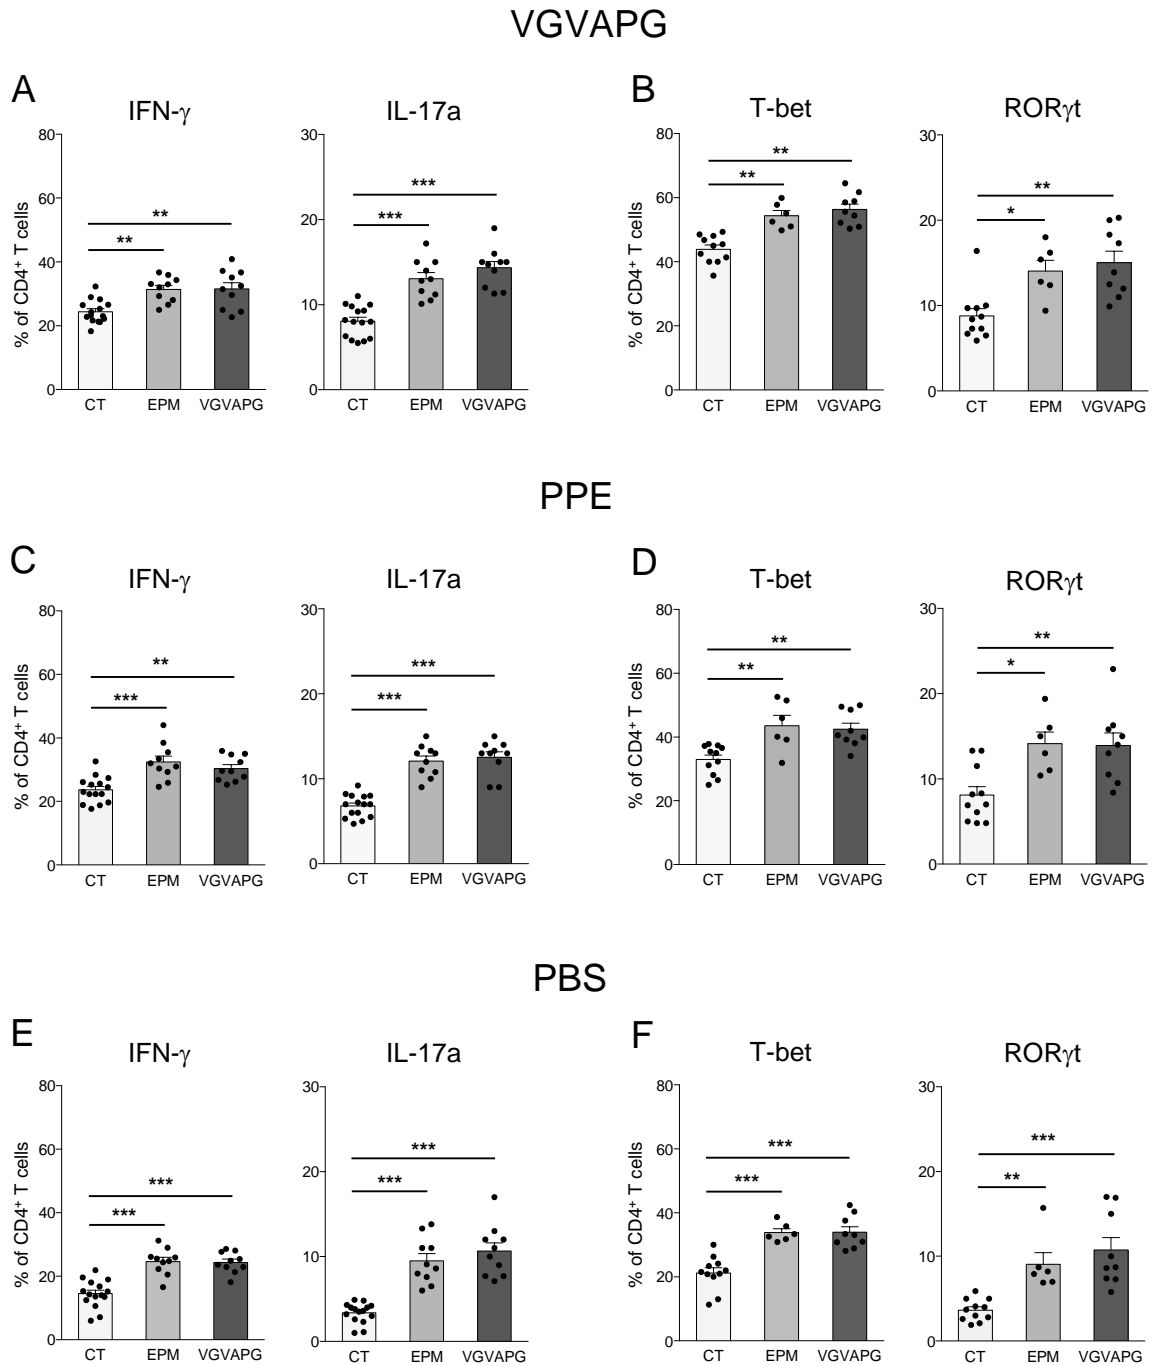 VGVAPG
A
B
IFN-γ
IL-17a
T-bet
RORγt
% of CD4⁺ T cells
80
60
40
20
0
**
**
CT EPM VGVAPG
30
20
10
0
***
***
CT EPM VGVAPG
% of CD4⁺ T cells
80
60
40
20
0
**
**
CT EPM VGVAPG
30
20
10
0
**
*
CT EPM VGVAPG
PPE
C
D
IFN-γ
IL-17a
T-bet
RORγt
% of CD4⁺ T cells
80
60
40
20
0
**
***
CT EPM VGVAPG
30
20
10
0
***
***
CT EPM VGVAPG
% of CD4⁺ T cells
80
60
40
20
0
**
**
CT EPM VGVAPG
30
20
10
0
**
*
CT EPM VGVAPG
PBS
E
F
IFN-γ
IL-17a
T-bet
RORγt
% of CD4⁺ T cells
80
60
40
20
0
***
***
CT EPM VGVAPG
30
20
10
0
***
***
CT EPM VGVAPG
% of CD4⁺ T cells
80
60
40
20
0
***
***
CT EPM VGVAPG
30
20
10
0
***
**
CT EPM VGVAPG